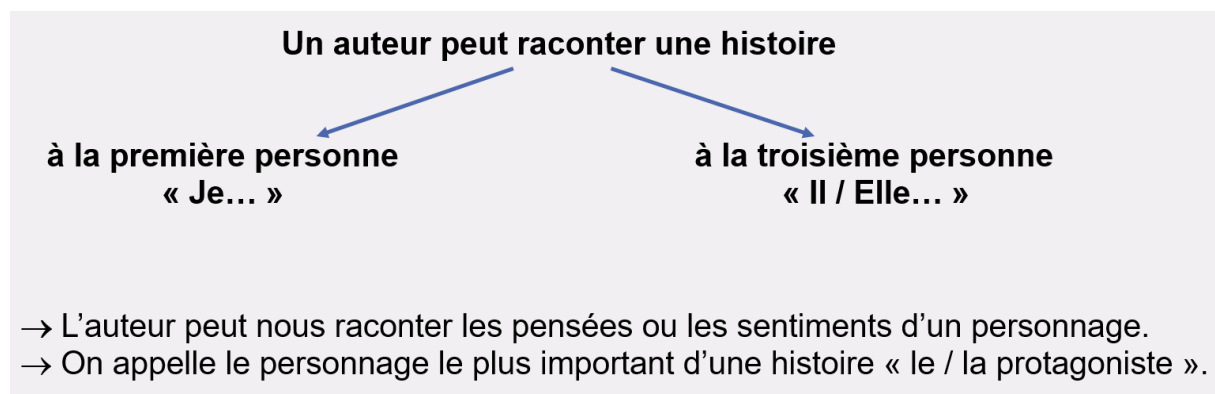 Un auteur peut raconter une histoire
à la première personne
« Je… »
à la troisième personne
« Il / Elle… »
→ L’auteur peut nous raconter les pensées ou les sentiments d’un personnage.
→ On appelle le personnage le plus important d’une histoire « le / la protagoniste ».